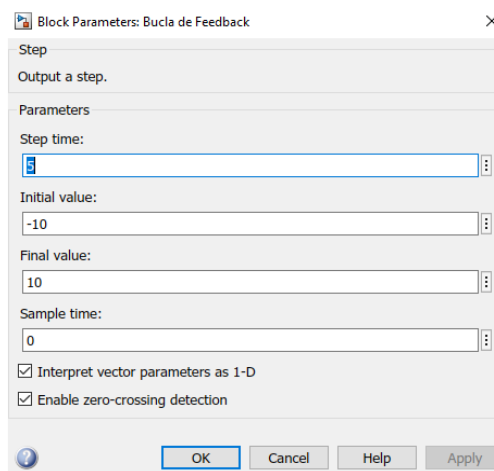 Block Parameters: Bucla de Feedback
Step
Output a step.
Parameters
Step time:
5
Initial value:
-10
Final value:
10
Sample time:
0
Interpret vector parameters as 1-D
Enable zero-crossing detection
OK Cancel Help Apply